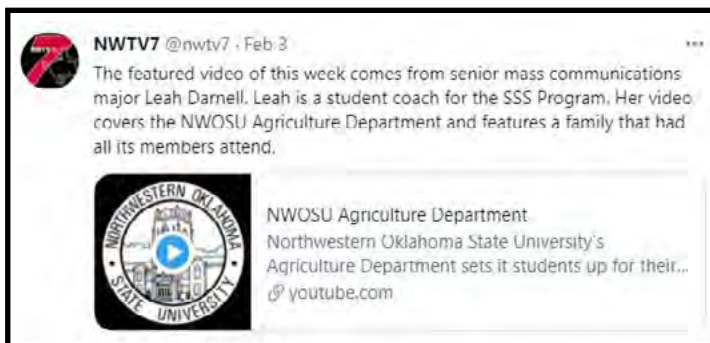 NWTV7 @nwtv7 · Feb 3
The featured video of this week comes from senior mass communications
major Leah Darnell. Leah is a student coach for the SSS Program. Her video
covers the NWOSU Agriculture Department and features a family that had
all its members attend.
NORTHWESTERN OKLAHOMA
STATE UNIVERSITY
NWOSU Agriculture Department
Northwestern Oklahoma State University's
Agriculture Department sets it students up for their...
youtube.com